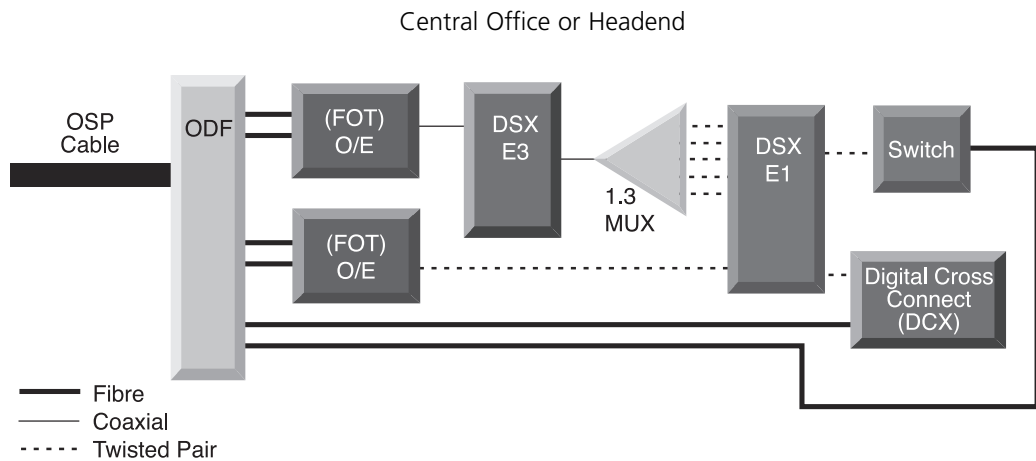 Central Office or Headend
OSP
Cable
ODF
(FOT)
O/E
DSX
E3
1.3
MUX
DSX
E1
Switch
(FOT)
O/E
Digital Cross
Connect
(DCX)
Fibre
Coaxial
Twisted Pair